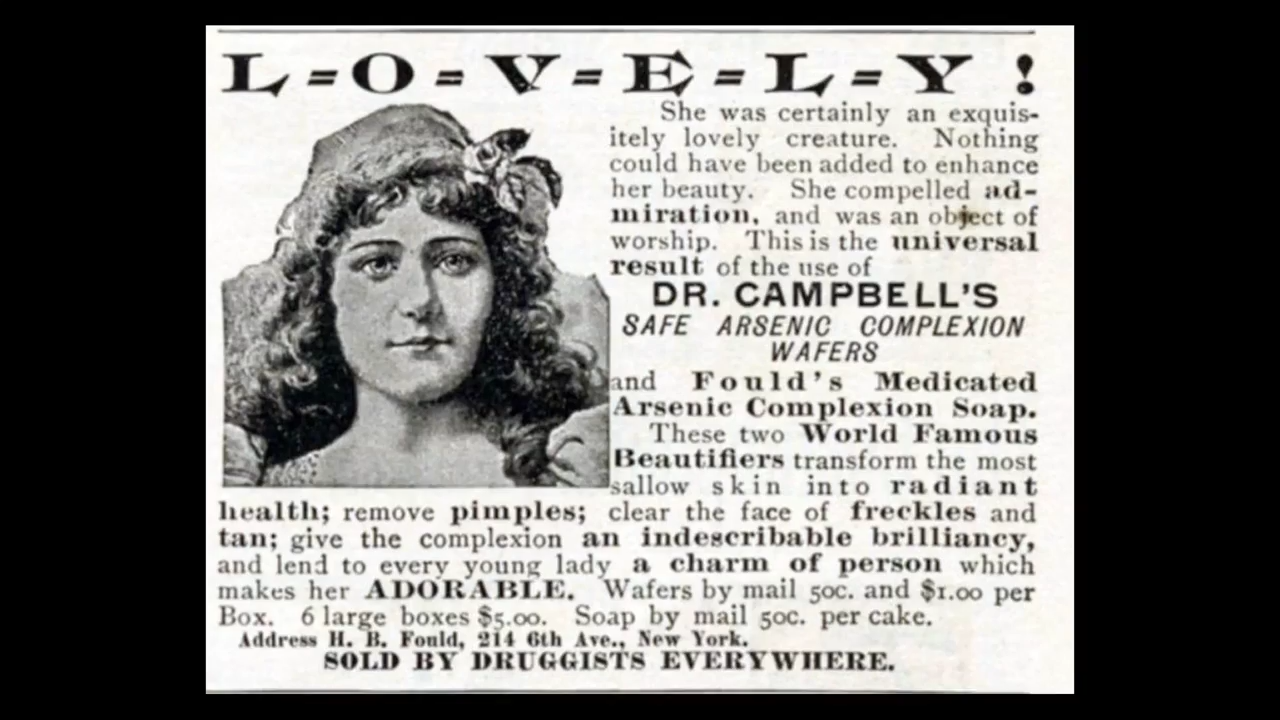 L=O=V=E=L=Y!
She was certainly an exquis-
itely lovely creature. Nothing
could have been added to enhance
her beauty. She compelled ad-
miration, and was an object of
worship. This is the universal
result of the use of
DR. CAMPBELL'S
SAFE ARSENIC COMPLEXION
WAFERS
and Fould's Medicated
Arsenic Complexion Soap.
These two World Famous
Beautifiers transform the most
sallow skin into radiant
health; remove pimples; clear the face of freckles and
tan; give the complexion an indescribable brilliancy,
and lend to every young lady a charm of person which
makes her ADORABLE. Wafers by mail 50c. and $1.00 per
Box. 6 large boxes $5.00. Soap by mail 50c. per cake.
Address H. B. Fould, 214 6th Ave., New York.
SOLD BY DRUGGISTS EVERYWHERE.